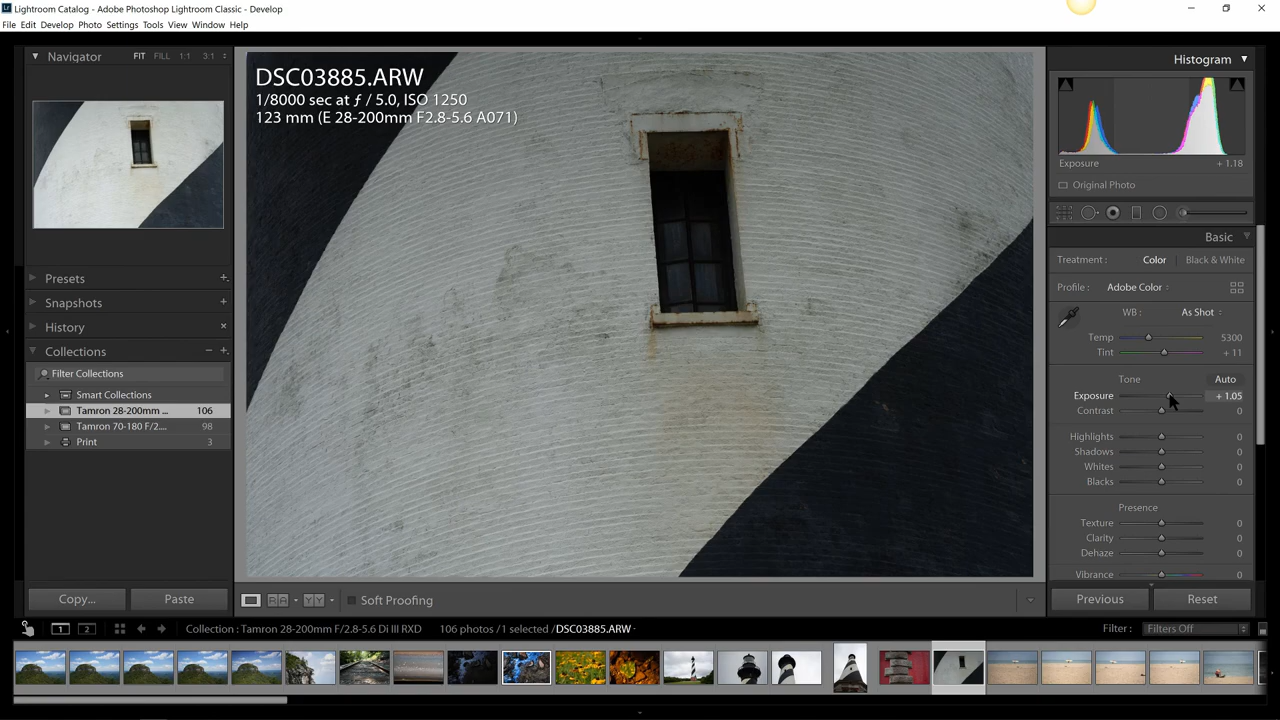 Lightroom Catalog - Adobe Photoshop Lightroom Classic - Develop
File Edit Develop Photo Settings Tools View Window Help
Navigator FIT FILL 1:1 3:1
Presets
Snapshots
History
Collections
Filter Collections
Smart Collections
Tamron 28-200mm ... 106
Tamron 70-180 F/2.... 98
Print 3
Copy... Paste
DSC03885.ARW
1/8000 sec at ƒ / 5.0, ISO 1250
123 mm (E 28-200mm F2.8-5.6 A071)
Soft Proofing
Histogram
Exposure + 1.18
Original Photo
Basic
Treatment : Color Black & White
Profile : Adobe Color
WB : As Shot
Temp 5300
Tint + 11
Tone Auto
Exposure + 1.05
Contrast 0
Highlights 0
Shadows 0
Whites 0
Blacks 0
Presence
Texture 0
Clarity 0
Dehaze 0
Vibrance 0
Previous Reset
1 2 Collection : Tamron 28-200mm F/2.8-5.6 Di III RXD 106 photos /1 selected /DSC03885.ARW Filter : Filters Off